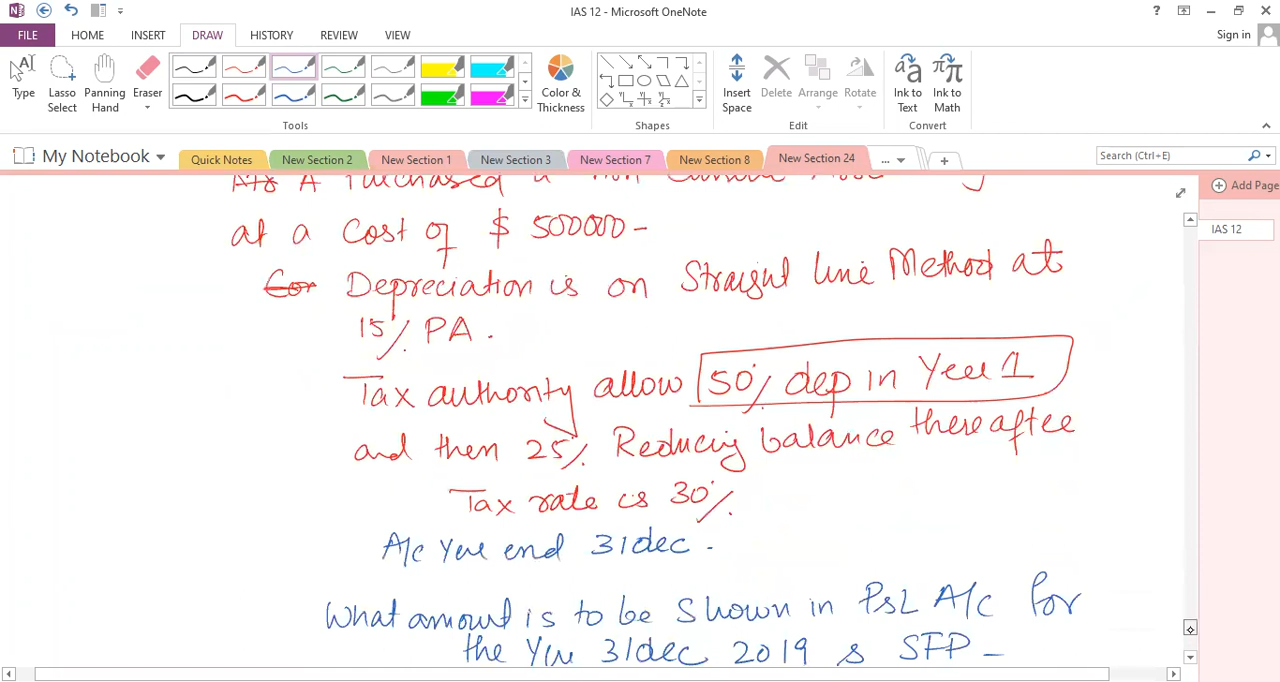 IAS 12 - Microsoft OneNote
FILE HOME INSERT DRAW HISTORY REVIEW VIEW Sign in
Type Lasso Select Panning Hand Eraser Color & Thickness Insert Space Delete Arrange Rotate Ink to Text Ink to Math
Tools Shapes Edit Convert
My Notebook Quick Notes New Section 2 New Section 1 New Section 3 New Section 7 New Section 8 New Section 24 ... Search (Ctrl+E)
Add Page
IAS 12
A Purchased a non
at a Cost of $ 500000-
Depreciation is on Straight line Method at
15% PA.
Tax authority allow 50% dep in Year 1
and then 25% Reducing balance thereafter
Tax rate is 30%.
A/c Year end 31dec.
What amount is to be Shown in P&L A/c for
the Year 31dec 2019 & SFP -